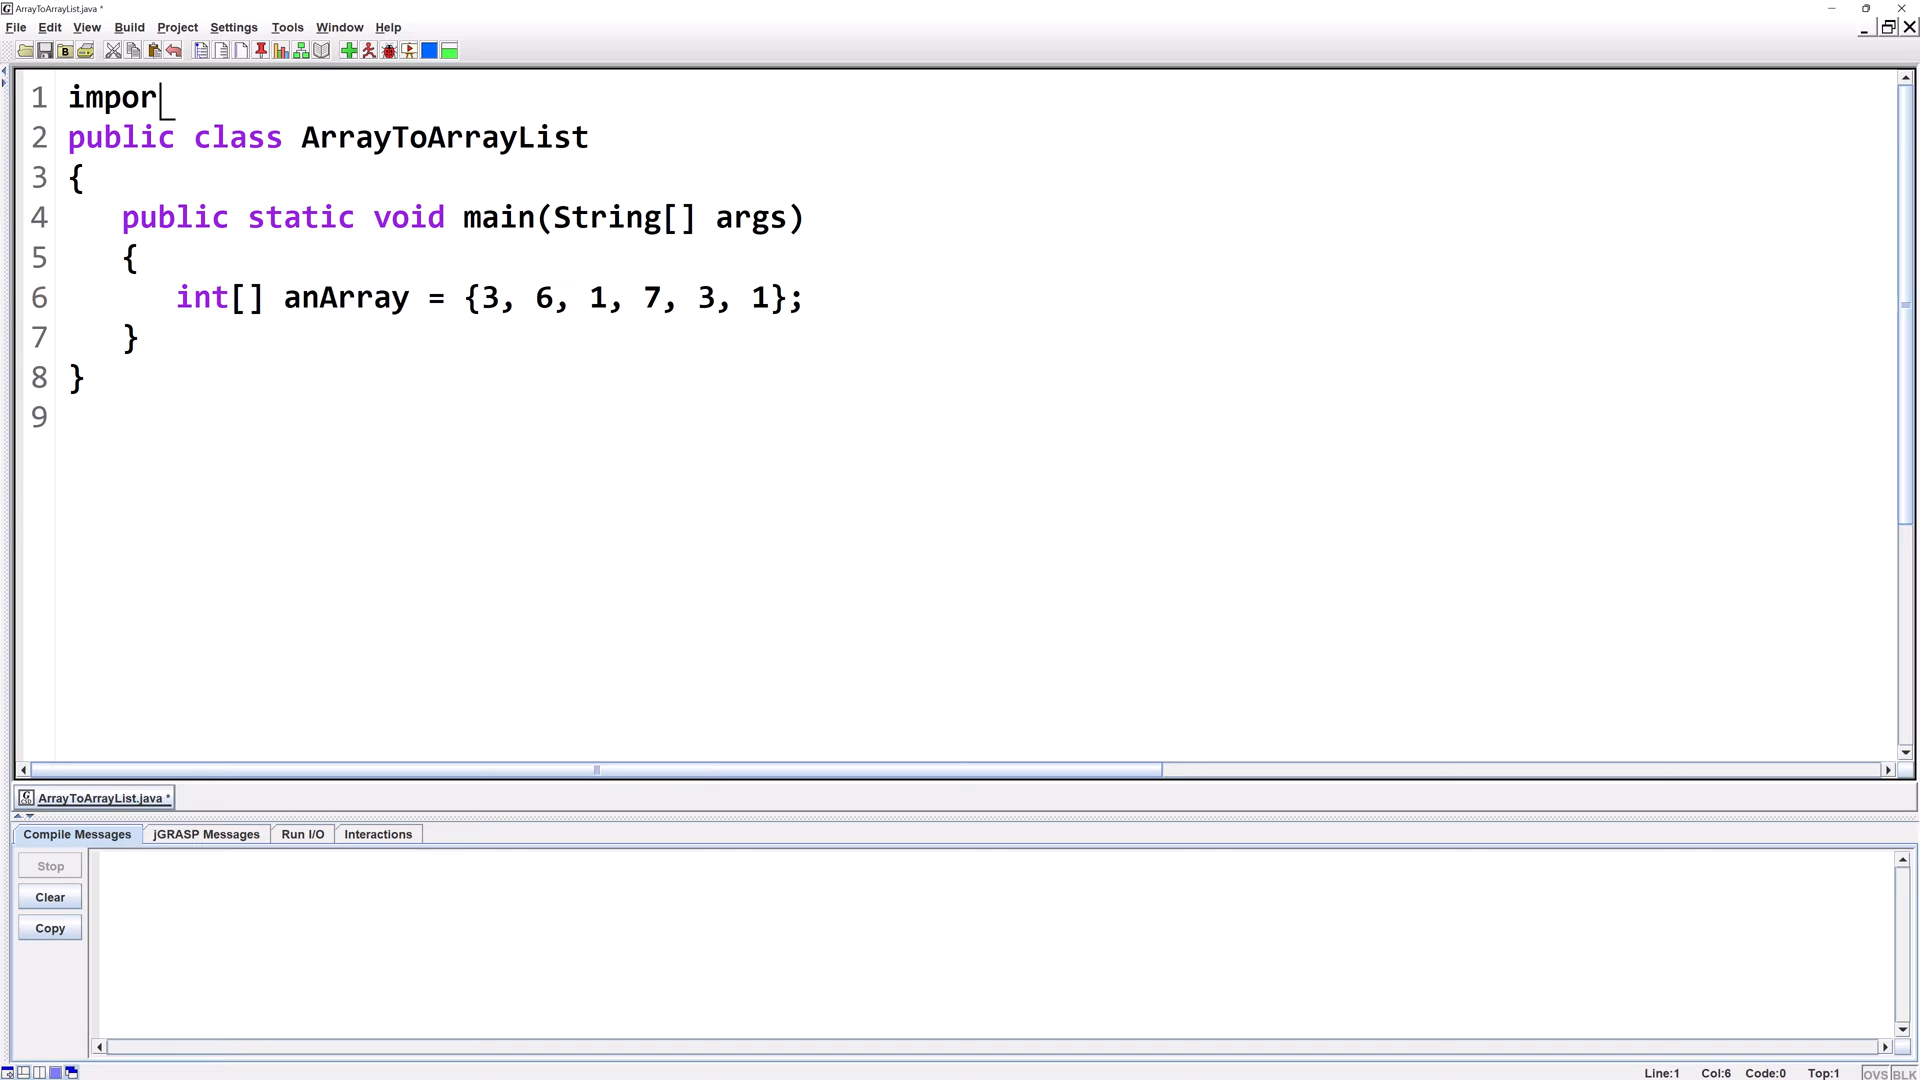 ArrayToArrayList.java *
File Edit View Build Project Settings Tools Window Help
1 impor
2 public class ArrayToArrayList
3 {
4 public static void main(String[] args)
5 {
6 int[] anArray = {3, 6, 1, 7, 3, 1};
7 }
8 }
9
ArrayToArrayList.java *
Compile Messages jGRASP Messages Run I/O Interactions
Stop
Clear
Copy
Line:1 Col:6 Code:0 Top:1 OVS BLK